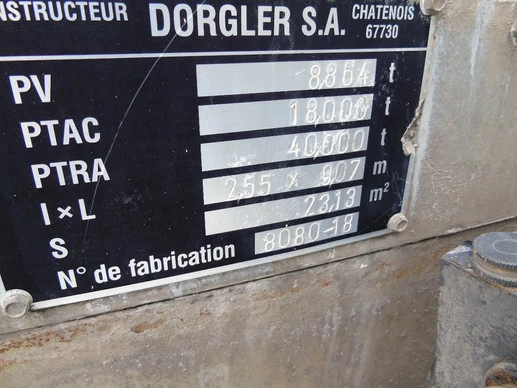 NSTRUCTEUR DORGLER S.A. CHATENOIS
67730
PV 8,864 t
PTAC 18,000 t
PTRA 40,000 t
l x L 2,55 x 9,07 m
S 23,13 m²
N° de fabrication 8080-18